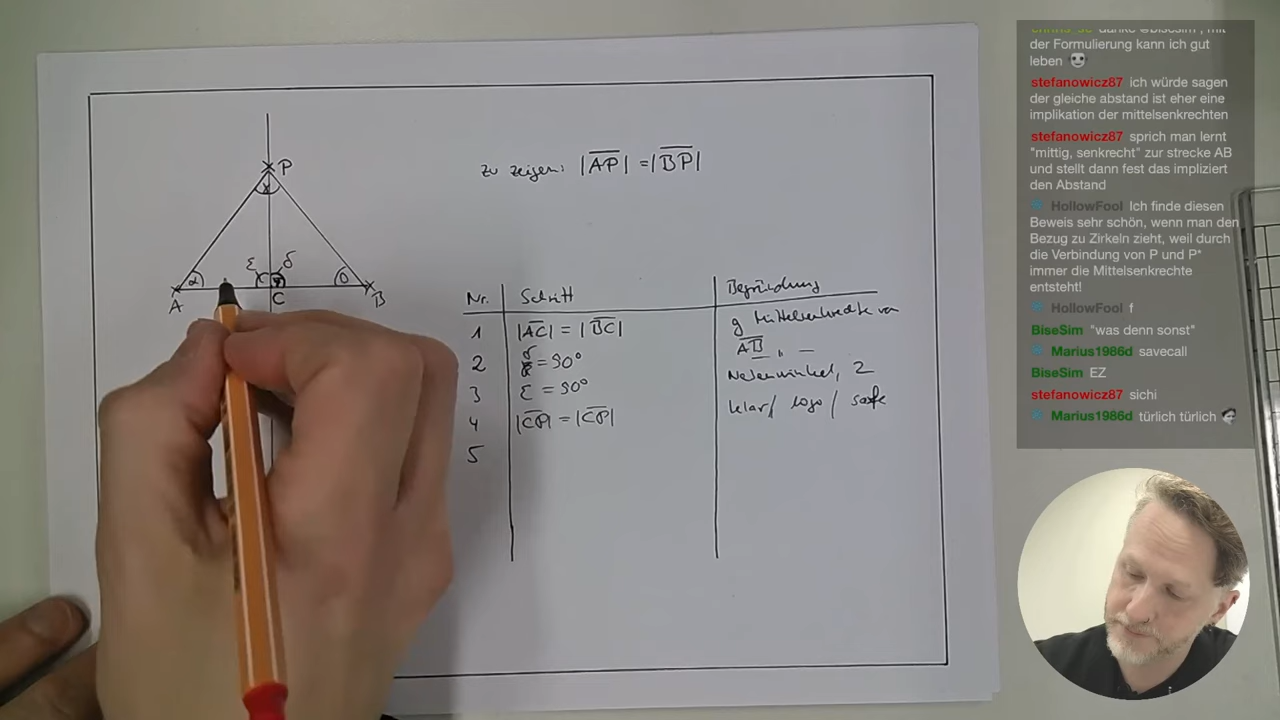 zu zeigen: |AP| = |BP|
P
ε δ
α
A C B
Nr. Schritt Begründung
1 |AC| = |BC| g Mittelsenkrechte von AB
2 δ = 90° — " —
3 ε = 90° Nebenwinkel, 2
4 |CP| = |CP| klar / logo / safe
5
danke @bisesim, mit
der Formulierung kann ich gut
leben
stefanowicz87 ich würde sagen
der gleiche abstand ist eher eine
implikation der mittelsenkrechten
stefanowicz87 sprich man lernt
"mittig, senkrecht" zur strecke AB
und stellt dann fest das impliziert
den Abstand
HollowFool Ich finde diesen
Beweis sehr schön, wenn man den
Bezug zu Zirkeln zieht, weil durch
die Verbindung von P und P*
immer die Mittelsenkrechte
entsteht!
HollowFool f
BiseSim "was denn sonst"
Marius1986d savecall
BiseSim EZ
stefanowicz87 sichi
Marius1986d türlich türlich